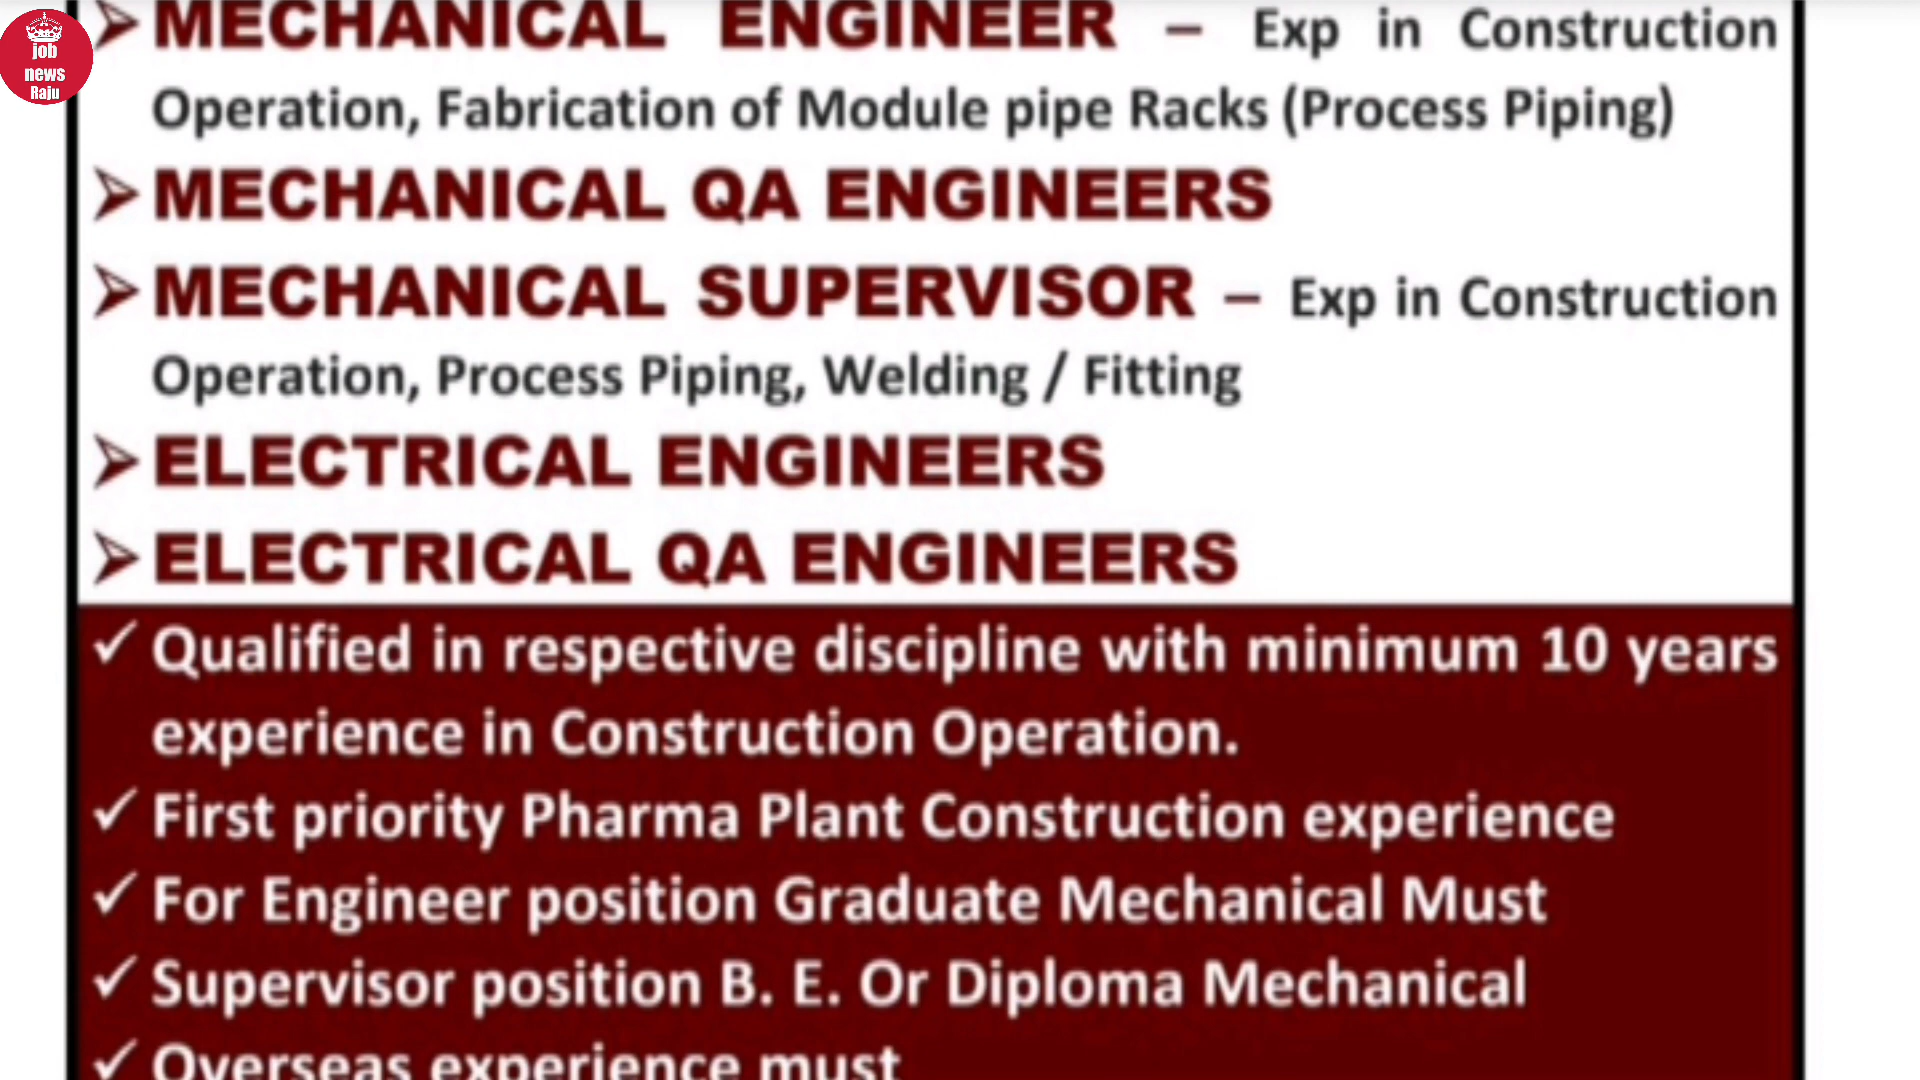 job
news
Raju
MECHANICAL ENGINEER – Exp in Construction
Operation, Fabrication of Module pipe Racks (Process Piping)
MECHANICAL QA ENGINEERS
MECHANICAL SUPERVISOR – Exp in Construction
Operation, Process Piping, Welding / Fitting
ELECTRICAL ENGINEERS
ELECTRICAL QA ENGINEERS
✓ Qualified in respective discipline with minimum 10 years
experience in Construction Operation.
✓ First priority Pharma Plant Construction experience
✓ For Engineer position Graduate Mechanical Must
✓ Supervisor position B. E. Or Diploma Mechanical
✓ Overseas experience must